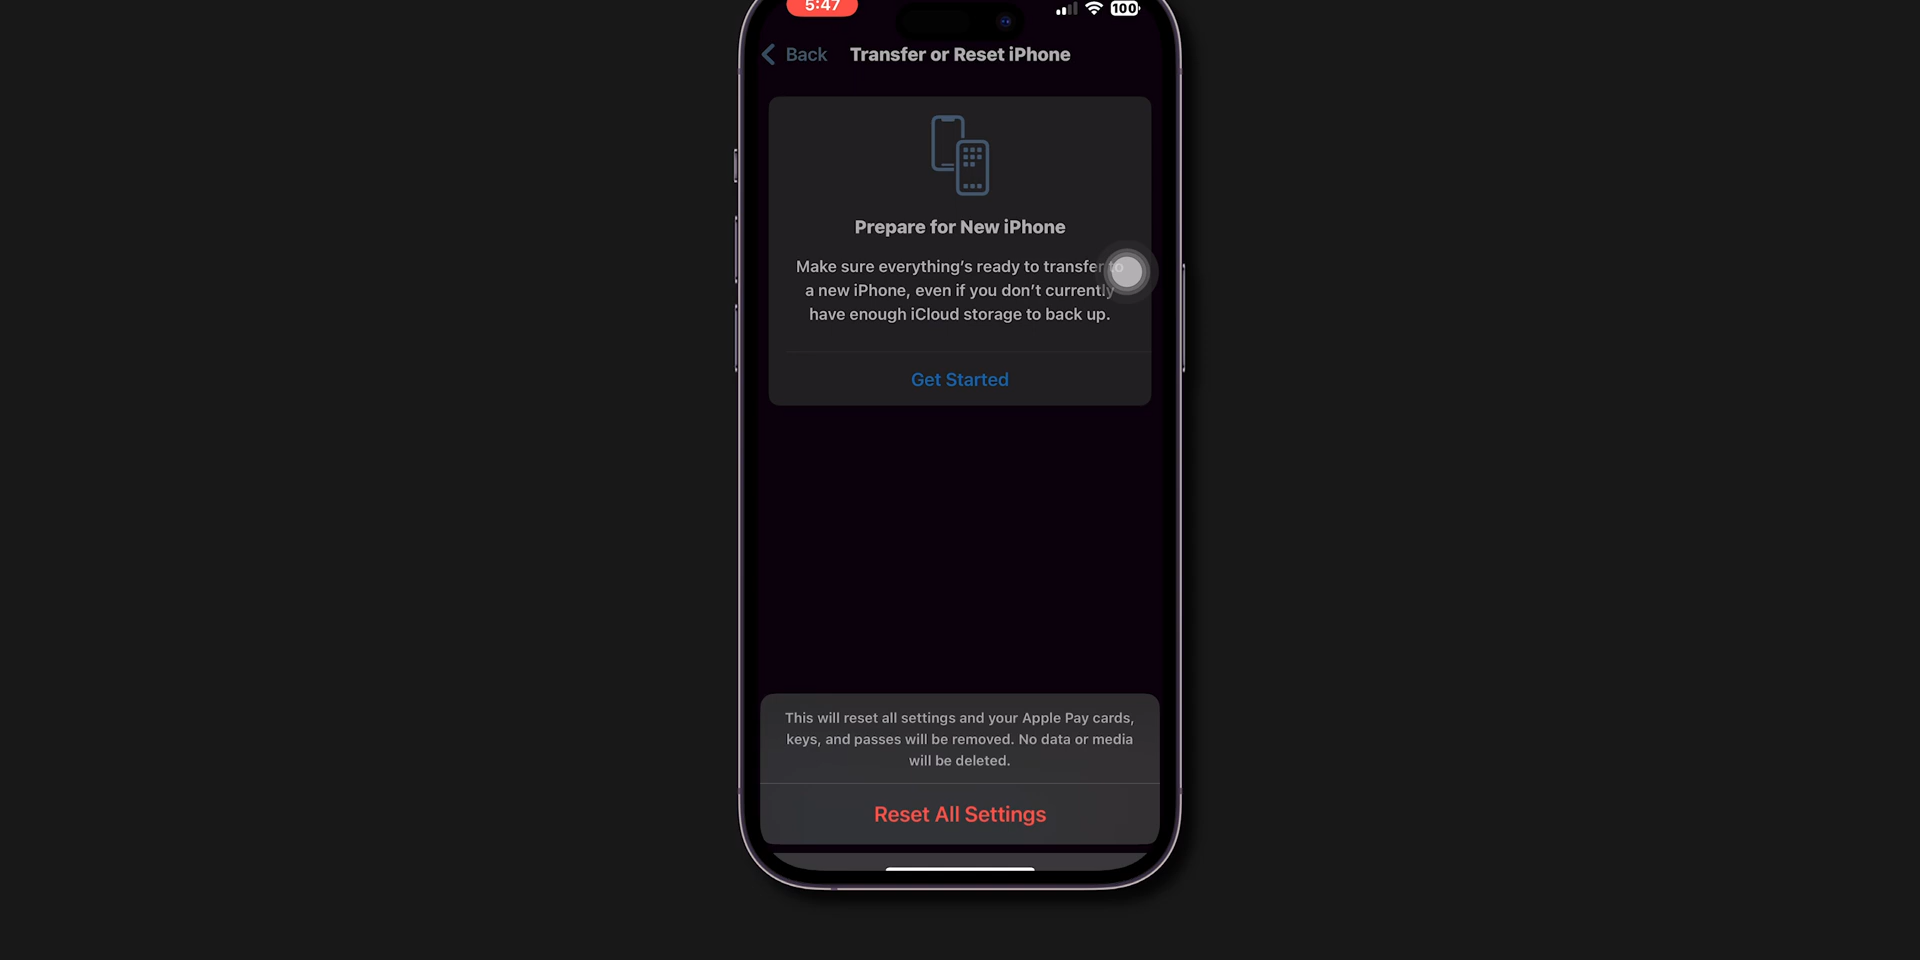 5:47
100
Back
Transfer or Reset iPhone
Prepare for New iPhone
Make sure everything's ready to transfer to
a new iPhone, even if you don't currently
have enough iCloud storage to back up.
Get Started
This will reset all settings and your Apple Pay cards,
keys, and passes will be removed. No data or media
will be deleted.
Reset All Settings